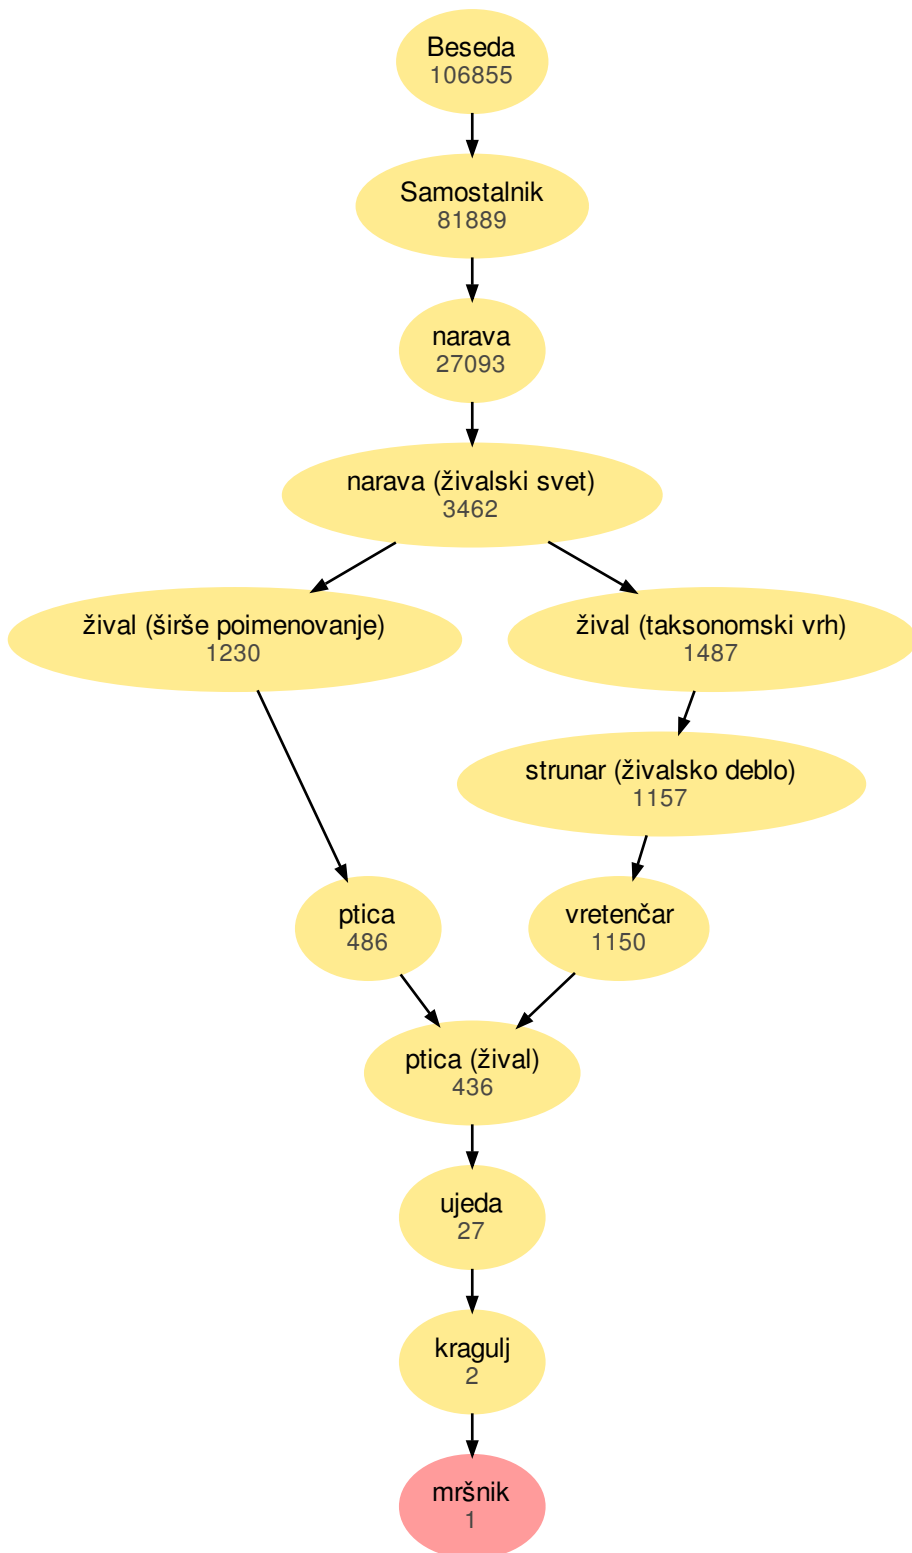 Beseda
106855
Samostalnik
81889
narava
27093
narava (živalski svet)
3462
žival (širše poimenovanje)
1230
žival (taksonomski vrh)
1487
strunar (živalsko deblo)
1157
ptica
486
vretenčar
1150
ptica (žival)
436
ujeda
27
kragulj
2
mršnik
1